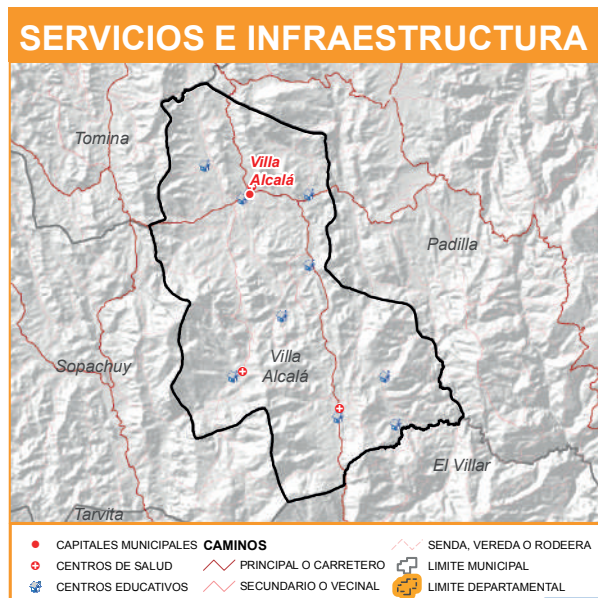 SERVICIOS E INFRAESTRUCTURA
Tomina
Villa
Alcalá
Padilla
Sopachuy
Villa
Alcalá
El Villar
Tarvita
CAPITALES MUNICIPALES
CENTROS DE SALUD
CENTROS EDUCATIVOS
CAMINOS
PRINCIPAL O CARRETERO
SECUNDARIO O VECINAL
SENDA, VEREDA O RODEERA
LIMITE MUNICIPAL
LIMITE DEPARTAMENTAL